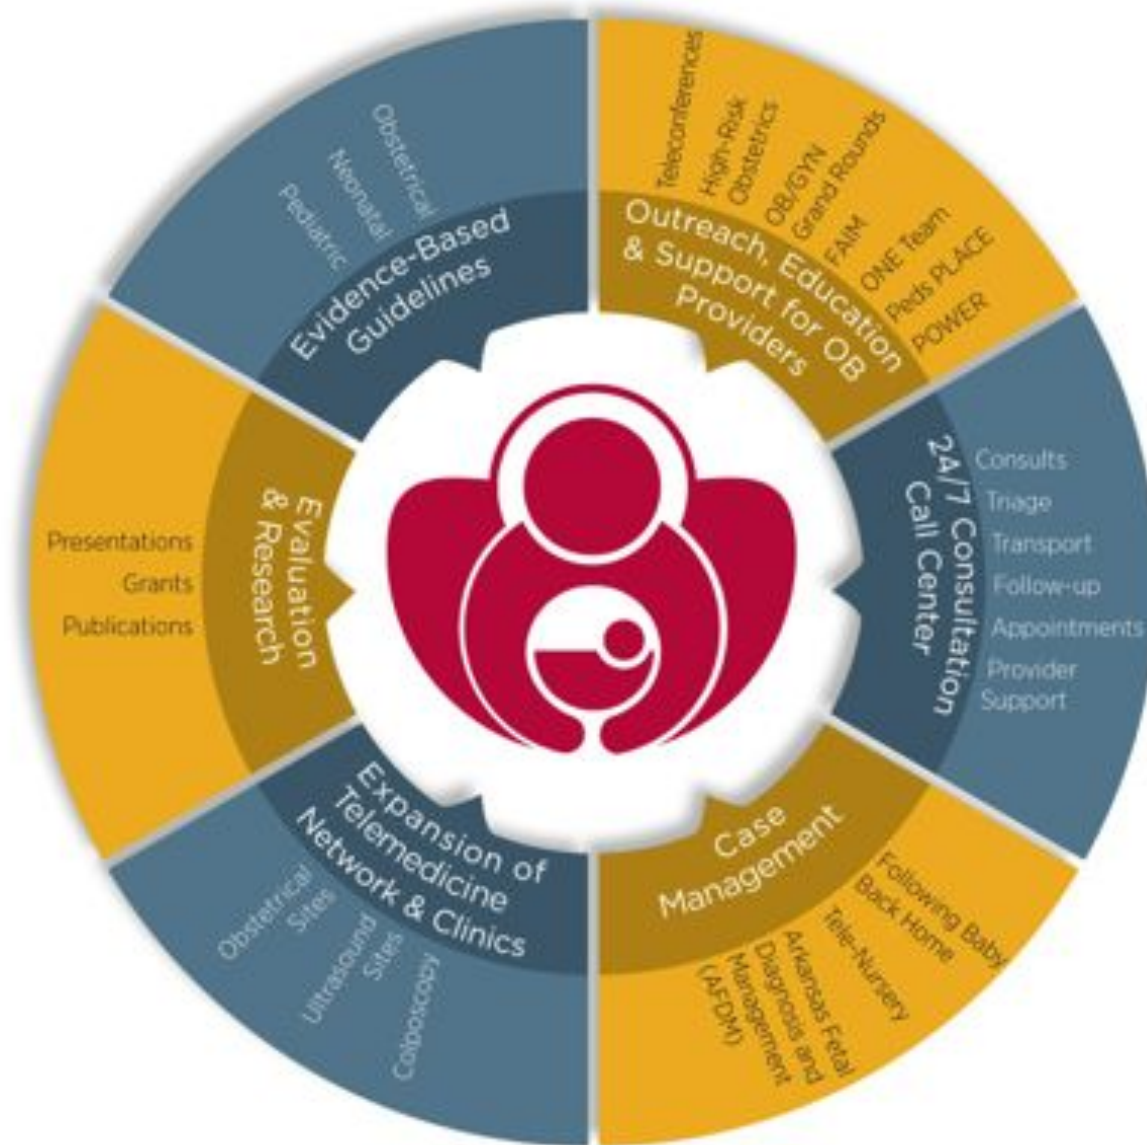 Outreach, Education
& Support for OB
Providers
Teleconferences
High-Risk
Obstetrics
OB/GYN
Grand Rounds
FAIM
ONE Team
Peds PLACE
POWER
24/7 Consultation
Call Center
Consults
Triage
Transport
Follow-up
Appointments
Provider
Support
Case
Management
Following Baby
Back Home
Tele-Nursery
Arkansas Fetal
Diagnosis and
Management
(AFDM)
Expansion of
Telemedicine
Network & Clinics
Obstetrical
Sites
Ultrasound
Sites
Colposcopy
Evaluation
& Research
Presentations
Grants
Publications
Evidence-Based
Guidelines
Pediatric
Neonatal
Obstetrical